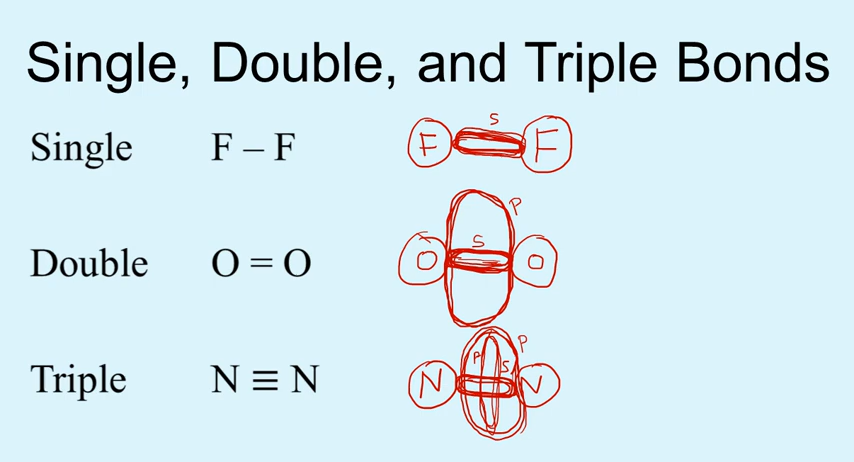 Single, Double, and Triple Bonds
S
Single F – F F F
P
S
Double O = O O O
P
P S
Triple N ≡ N N N